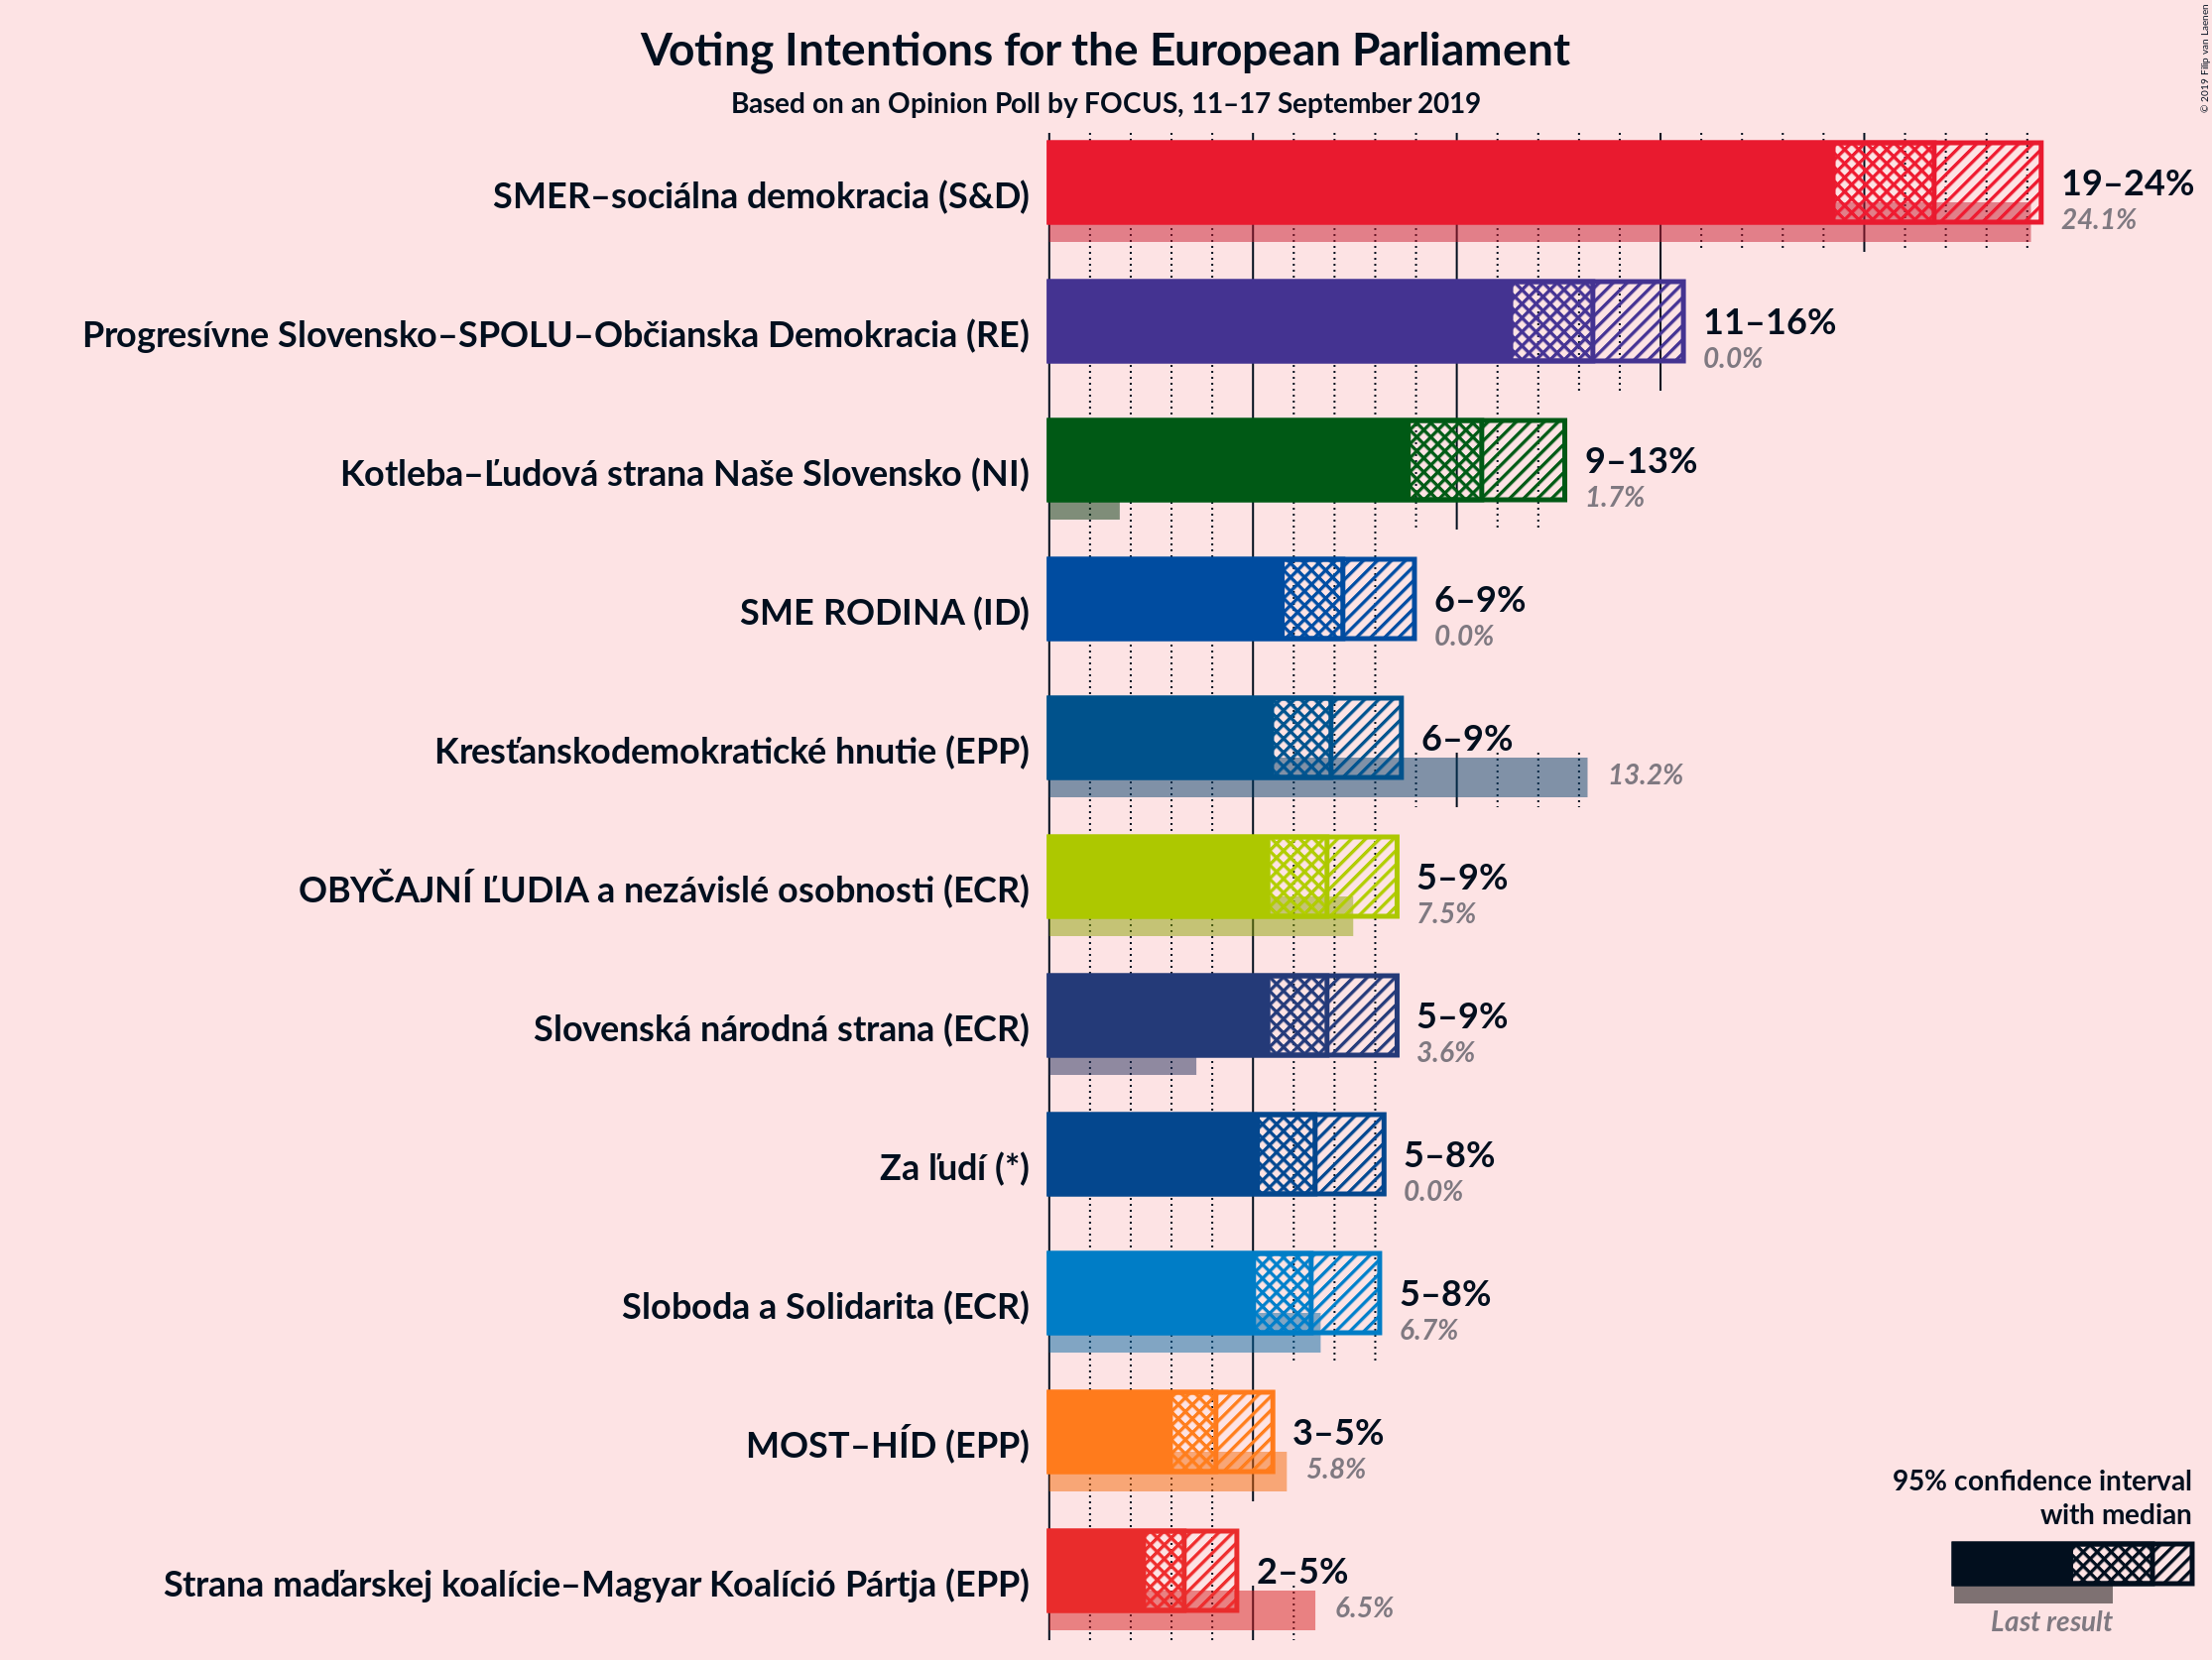 Voting Intentions for the European Parliament
Based on an Opinion Poll by FOCUS, 11–17 September 2019
© 2019 Filip van Laenen
SMER–sociálna demokracia (S&D)
19–24%
24.1%
Progresívne Slovensko–SPOLU–Občianska Demokracia (RE)
11–16%
0.0%
Kotleba–Ľudová strana Naše Slovensko (NI)
9–13%
1.7%
SME RODINA (ID)
6–9%
0.0%
Kresťanskodemokratické hnutie (EPP)
6–9%
13.2%
OBYČAJNÍ ĽUDIA a nezávislé osobnosti (ECR)
5–9%
7.5%
Slovenská národná strana (ECR)
5–9%
3.6%
Za ľudí (*)
5–8%
0.0%
Sloboda a Solidarita (ECR)
5–8%
6.7%
MOST–HÍD (EPP)
3–5%
5.8%
Strana maďarskej koalície–Magyar Koalíció Pártja (EPP)
2–5%
6.5%
95% confidence interval
with median
Last result